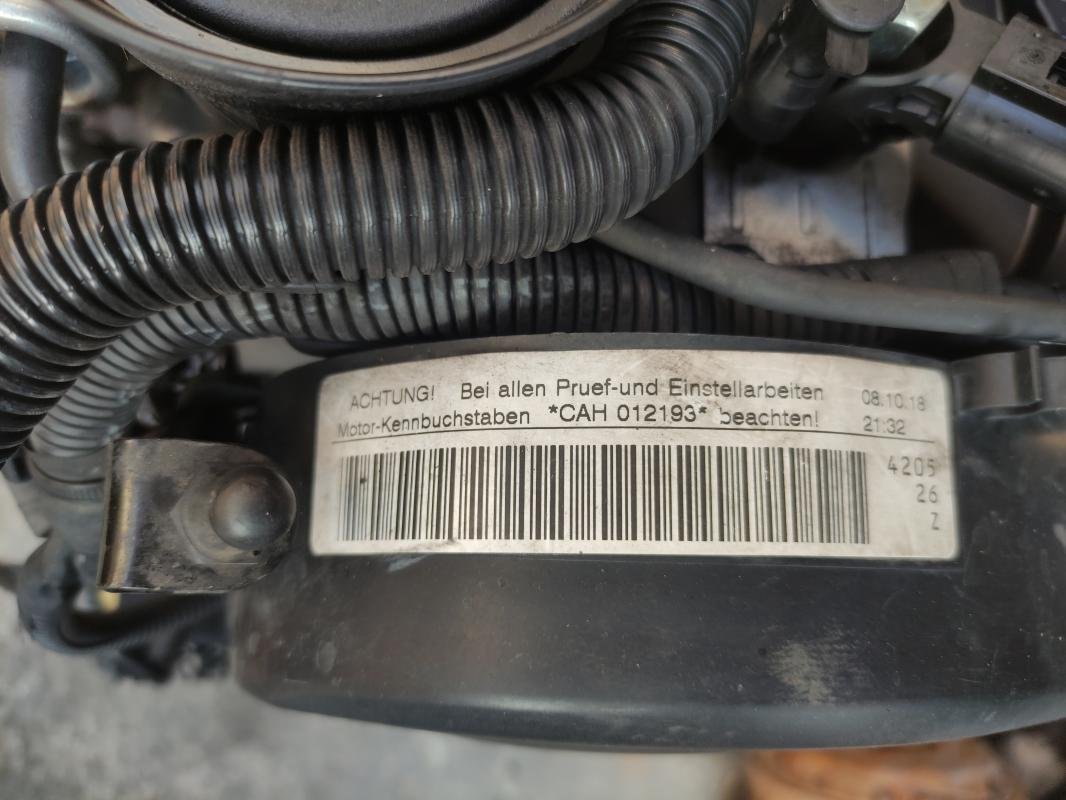 ACHTUNG! Bei allen Pruef-und Einstellarbeiten
Motor-Kennbuchstaben *CAH 012193* beachten!
08.10.18
21:32
4205
26
Z